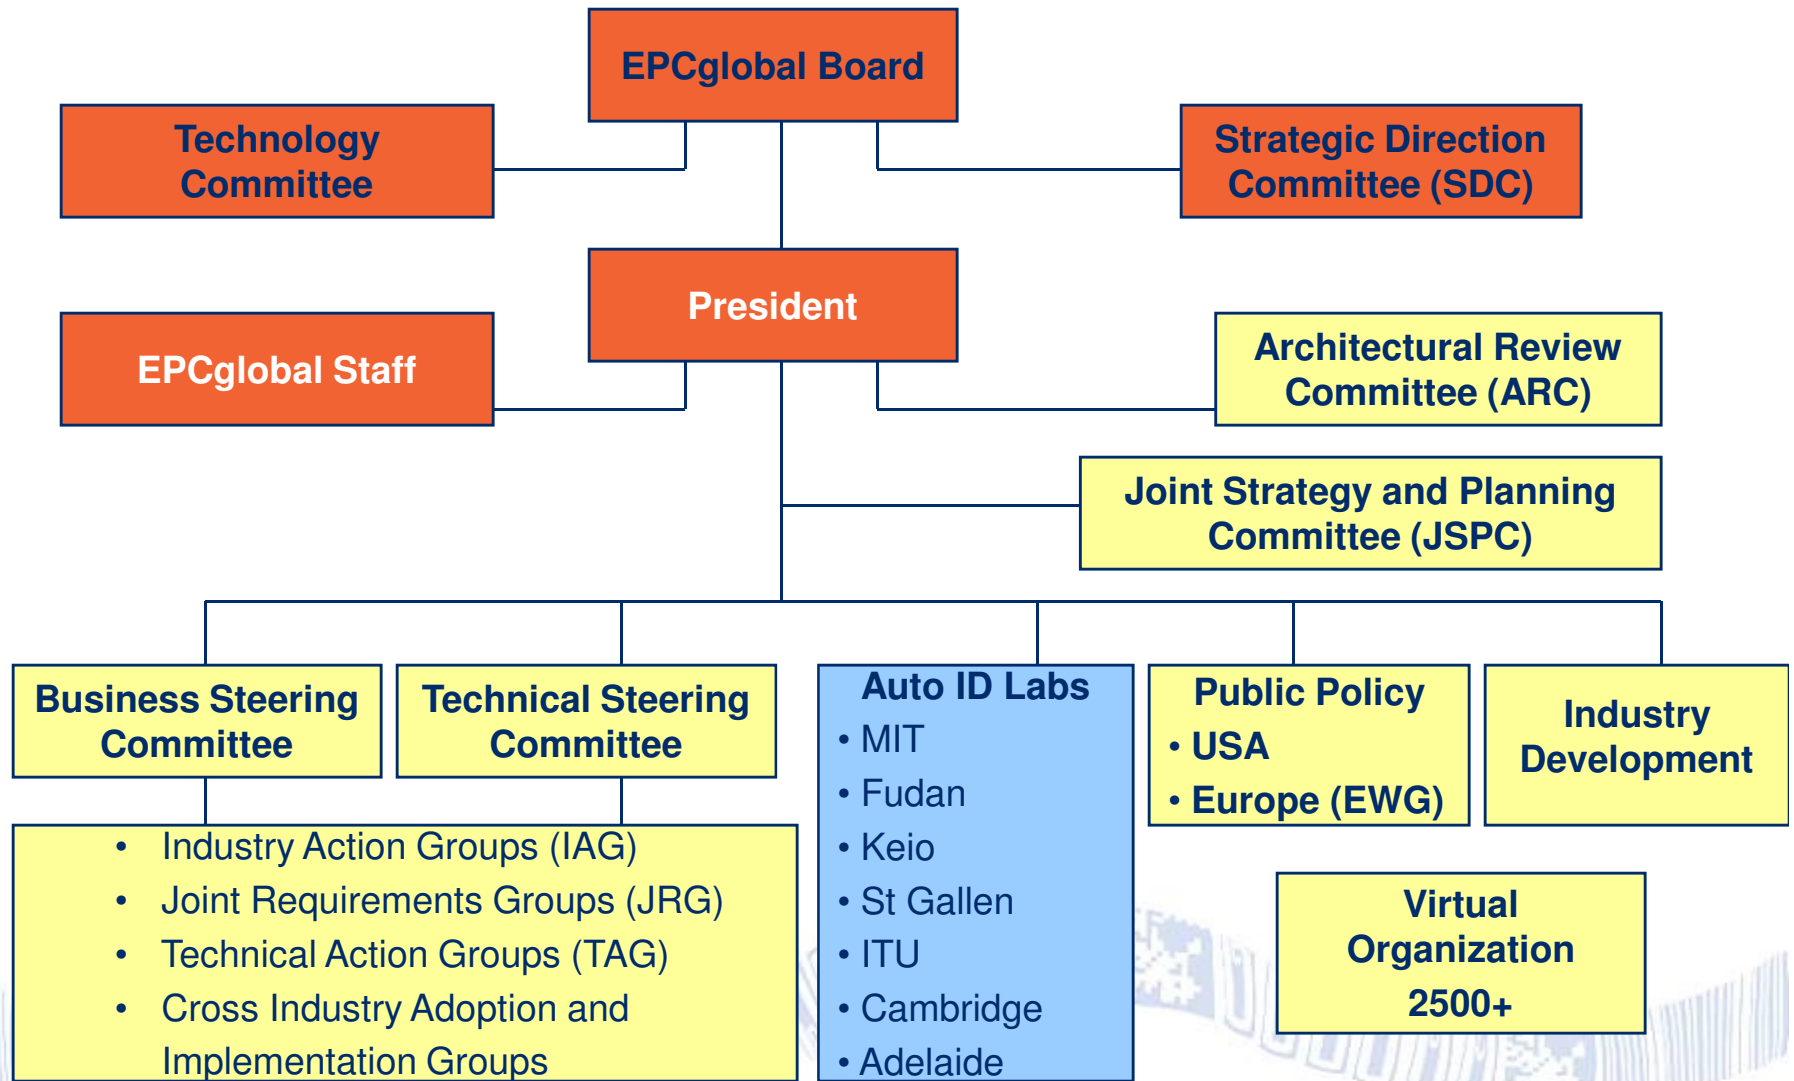 EPCglobal Board
Technology
Committee
Strategic Direction
Committee (SDC)
President
EPCglobal Staff
Architectural Review
Committee (ARC)
Joint Strategy and Planning
Committee (JSPC)
Business Steering
Committee
Technical Steering
Committee
Auto ID Labs
• MIT
• Fudan
• Keio
• St Gallen
• ITU
• Cambridge
• Adelaide
Public Policy
• USA
• Europe (EWG)
Industry
Development
• Industry Action Groups (IAG)
• Joint Requirements Groups (JRG)
• Technical Action Groups (TAG)
• Cross Industry Adoption and
Implementation Groups
Virtual
Organization
2500+